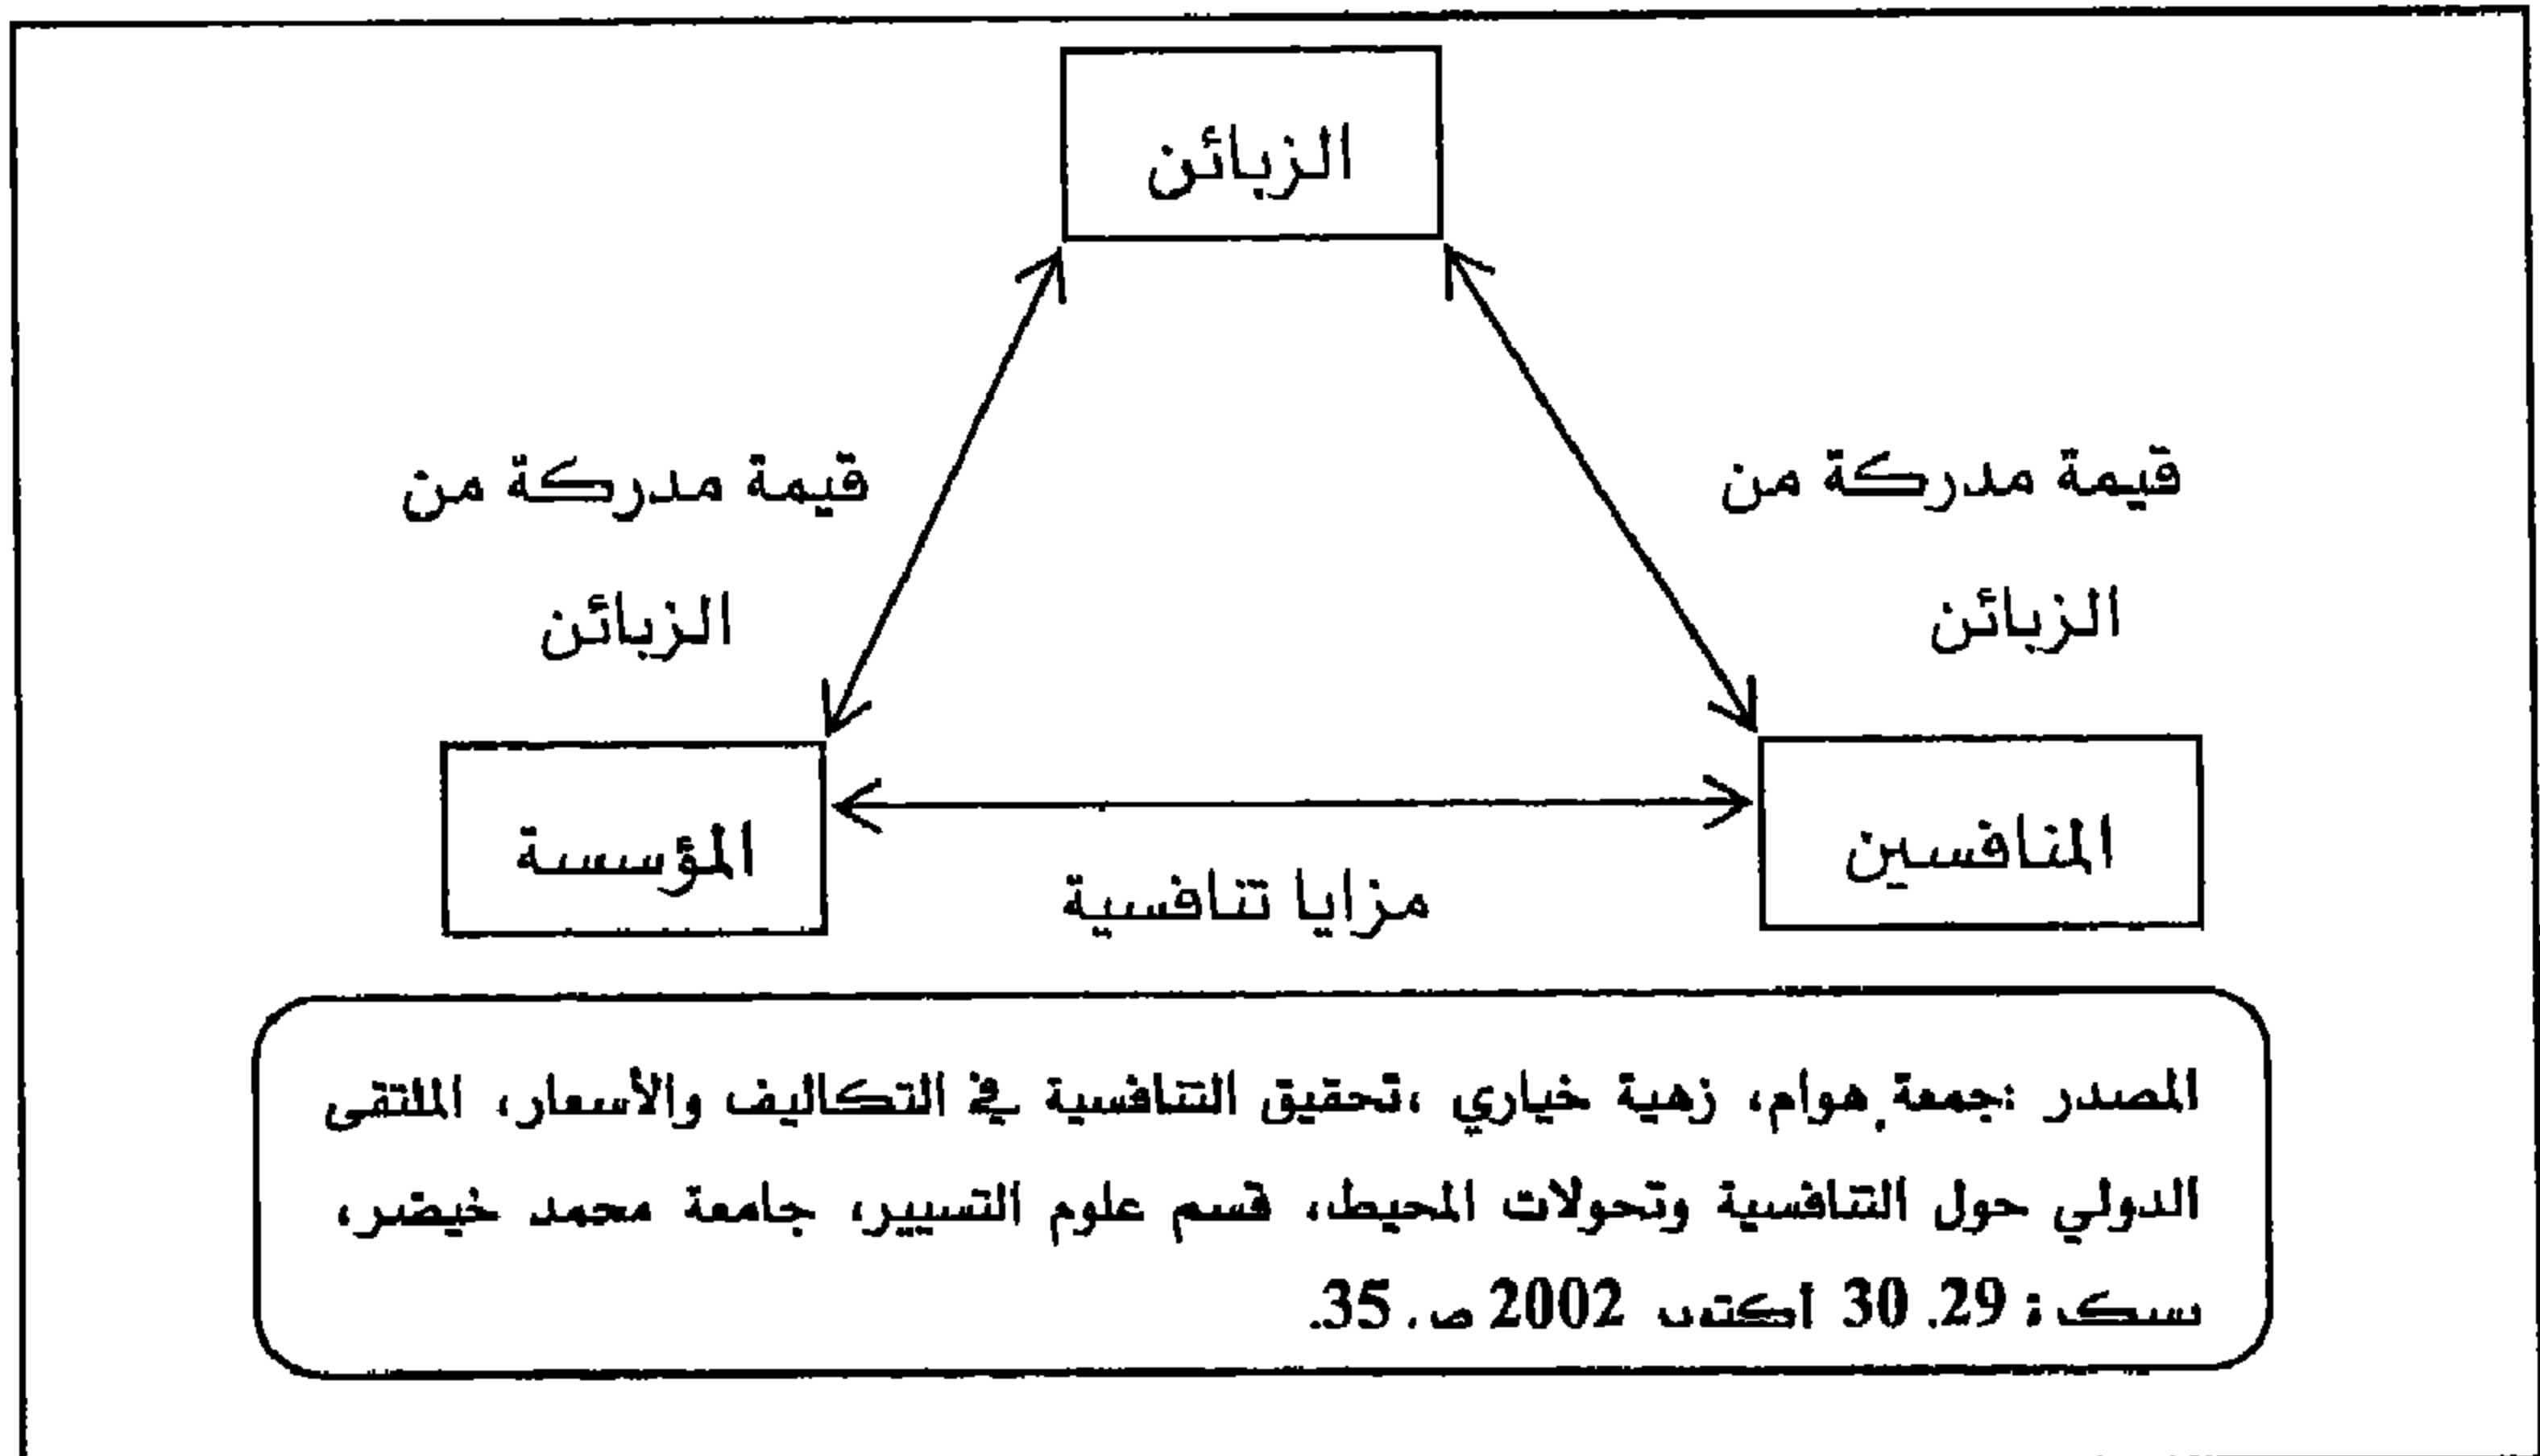 الزبائن
قيمة مدركة من
الزبائن
قيمة مدركة من
الزبائن
المنافسين
المؤسسة
مزايا تنافسية
المصدر :جمعة هوام، زهية خياري ،تحقيق التنافسية في التكاليف والأسعار، الملتقى
الدولي حول التنافسية وتحولات المحيط، قسم علوم التسيير، جامعة محمد خيضر،
29. 30 2002 35.